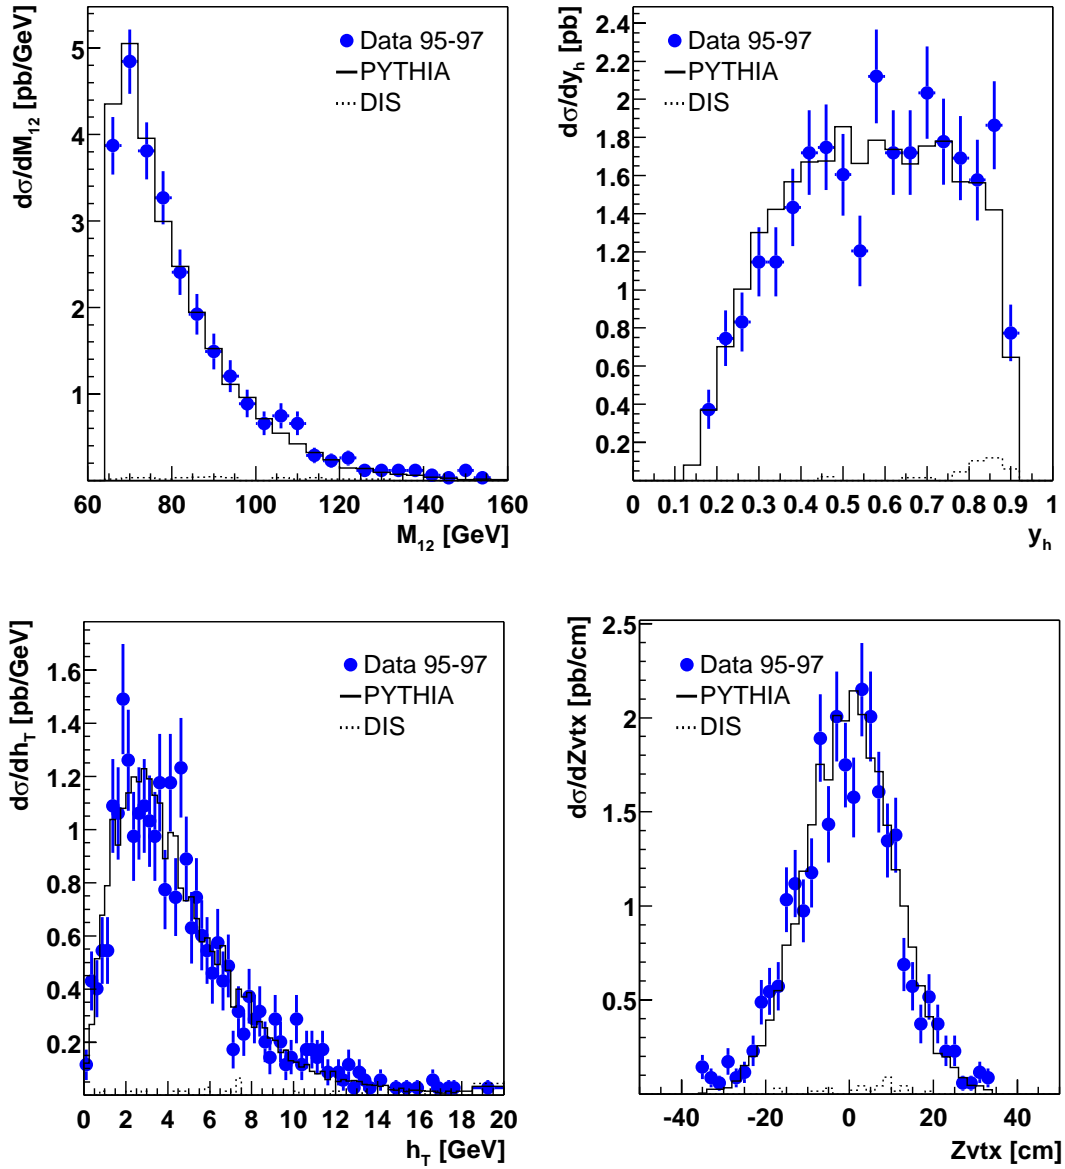 dσ/dM12 [pb/GeV]
5
4
3
2
1
Data 95-97
PYTHIA
DIS
60 80 100 120 140 160
M12 [GeV]
dσ/dyh [pb]
2.4
2.2
2
1.8
1.6
1.4
1.2
1
0.8
0.6
0.4
0.2
Data 95-97
PYTHIA
DIS
0 0.1 0.2 0.3 0.4 0.5 0.6 0.7 0.8 0.9 1
yh
dσ/dhT [pb/GeV]
1.6
1.4
1.2
1
0.8
0.6
0.4
0.2
Data 95-97
PYTHIA
DIS
0 2 4 6 8 10 12 14 16 18 20
hT [GeV]
dσ/dZvtx [pb/cm]
2.5
2
1.5
1
0.5
Data 95-97
PYTHIA
DIS
-40 -20 0 20 40
Zvtx [cm]